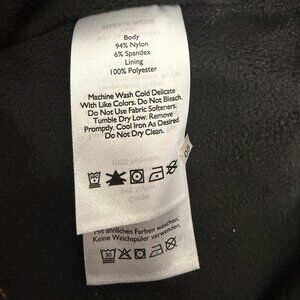 Body
94% Nylon
6% Spandex
Lining
100% Polyester
Machine Wash Cold Delicate
With Like Colors. Do Not Bleach.
Do Not Use Fabric Softeners.
Tumble Dry Low. Remove
Promptly. Cool Iron As Desired
Do Not Dry Clean.
Mit ähnlichen Farben waschen.
Keine Weichspüler verwenden.
30